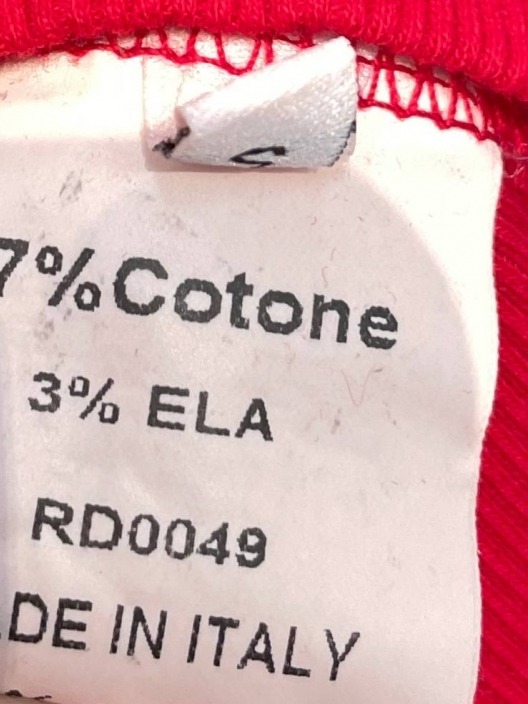 S
7%Cotone
3% ELA
RD0049
DE IN ITALY